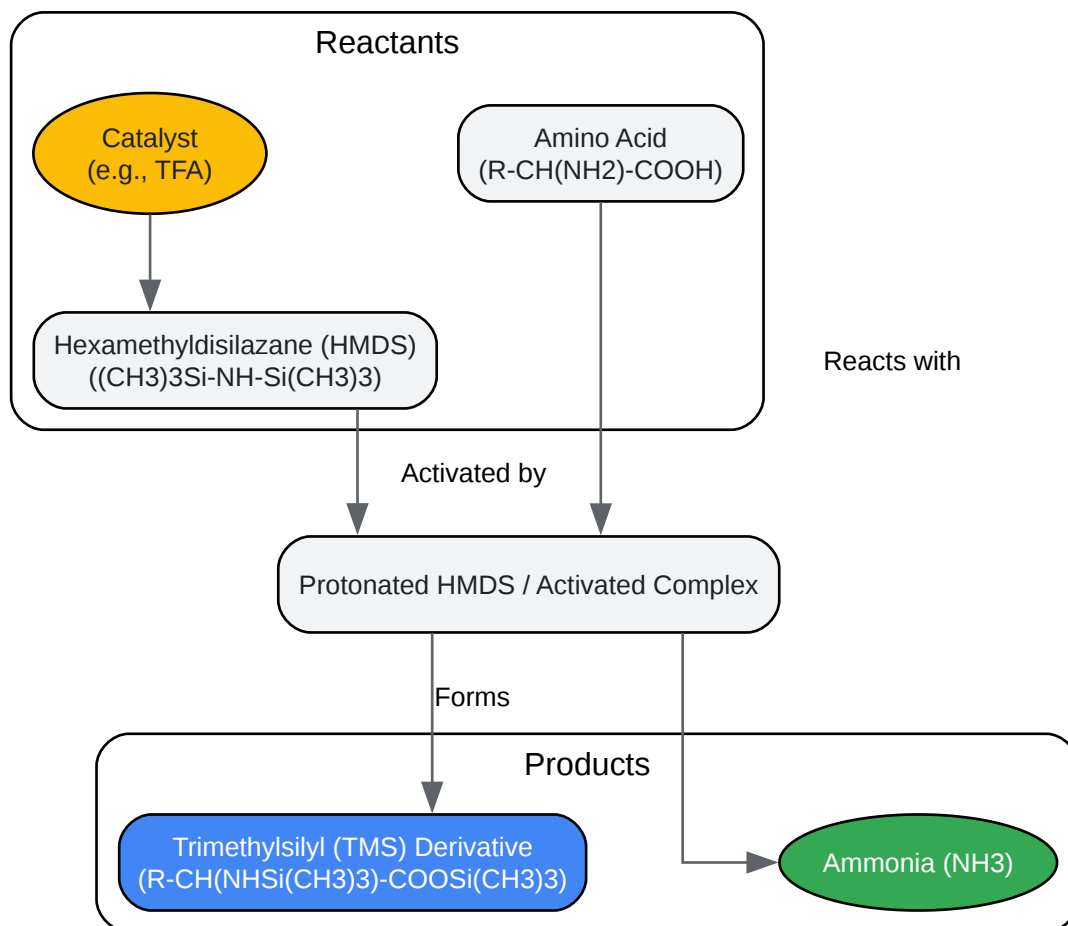 Reactants
Catalyst
(e.g., TFA)
Amino Acid
(R-CH(NH2)-COOH)
Hexamethyldisilazane (HMDS)
((CH3)3Si-NH-Si(CH3)3)
Reacts with
Activated by
Protonated HMDS / Activated Complex
Forms
Products
Trimethylsilyl (TMS) Derivative
(R-CH(NHSi(CH3)3)-COOSi(CH3)3)
Ammonia (NH3)